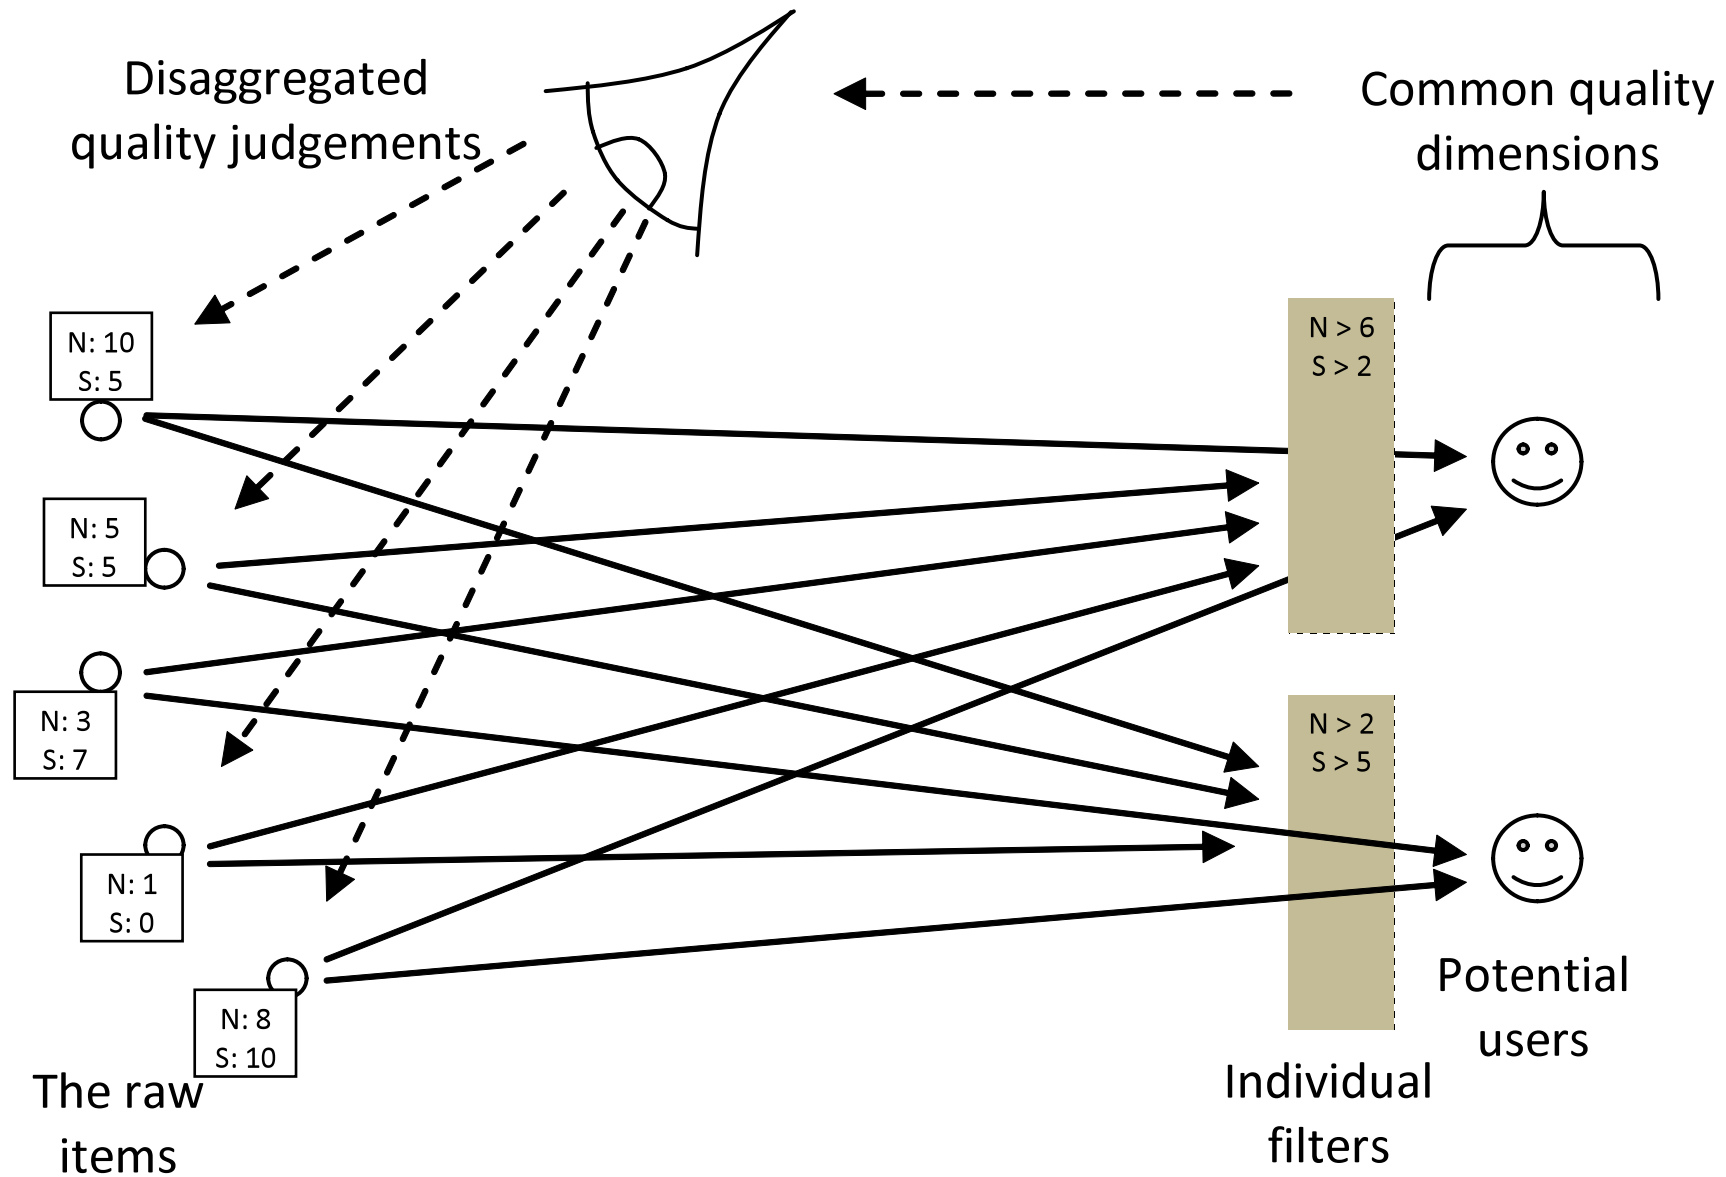 Disaggregated
quality judgements
Common quality
dimensions
N: 10
S: 5
N: 5
S: 5
N: 3
S: 7
N: 1
S: 0
N: 8
S: 10
The raw
items
N > 6
S > 2
N > 2
S > 5
Individual
filters
Potential
users